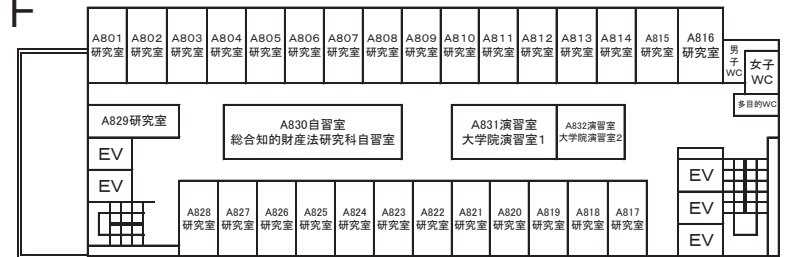 F
A801 研究室
A802 研究室
A803 研究室
A804 研究室
A805 研究室
A806 研究室
A807 研究室
A808 研究室
A809 研究室
A810 研究室
A811 研究室
A812 研究室
A813 研究室
A814 研究室
A815 研究室
A816 研究室
男子WC
女子WC
多目的WC
A829研究室
A830自習室
総合知的財産法研究科自習室
A831演習室
大学院演習室1
A832演習室
大学院演習室2
EV
EV
EV
EV
EV
A828 研究室
A827 研究室
A826 研究室
A825 研究室
A824 研究室
A823 研究室
A822 研究室
A821 研究室
A820 研究室
A819 研究室
A818 研究室
A817 研究室